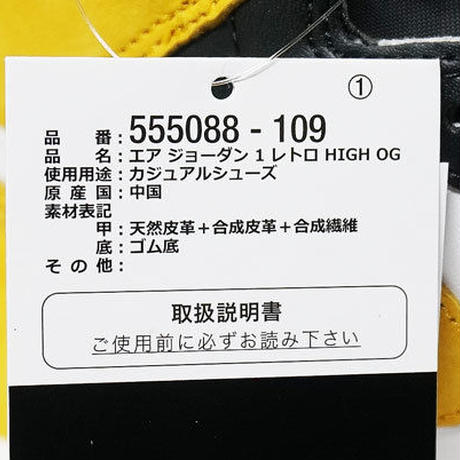 ①
品番：555088 - 109
品名：エア ジョーダン 1 レトロ HIGH OG
使用用途：カジュアルシューズ
原産国：中国
素材表記
甲：天然皮革＋合成皮革＋合成繊維
底：ゴム底
その他：
取扱説明書
ご使用前に必ずお読み下さい